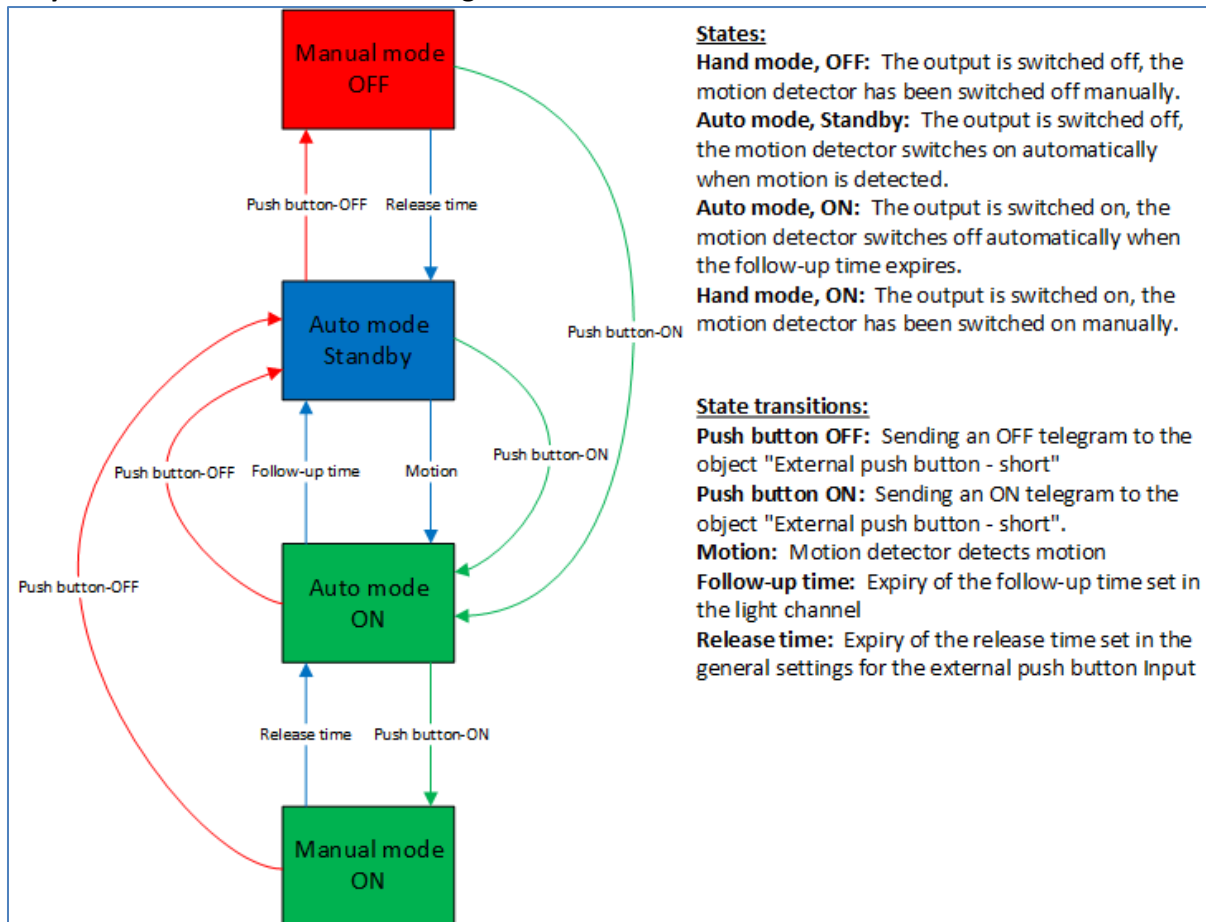 Manual mode
OFF
Push button-OFF
Release time
Push button-ON
Auto mode
Standby
Push button-OFF
Follow-up time
Motion
Push button-ON
Push button-OFF
Auto mode
ON
Release time
Push button-ON
Manual mode
ON
States:
Hand mode, OFF: The output is switched off, the
motion detector has been switched off manually.
Auto mode, Standby: The output is switched off,
the motion detector switches on automatically
when motion is detected.
Auto mode, ON: The output is switched on, the
motion detector switches off automatically when
the follow-up time expires.
Hand mode, ON: The output is switched on, the
motion detector has been switched on manually.
State transitions:
Push button OFF: Sending an OFF telegram to the
object "External push button - short"
Push button ON: Sending an ON telegram to the
object "External push button - short".
Motion: Motion detector detects motion
Follow-up time: Expiry of the follow-up time set in
the light channel
Release time: Expiry of the release time set in the
general settings for the external push button Input